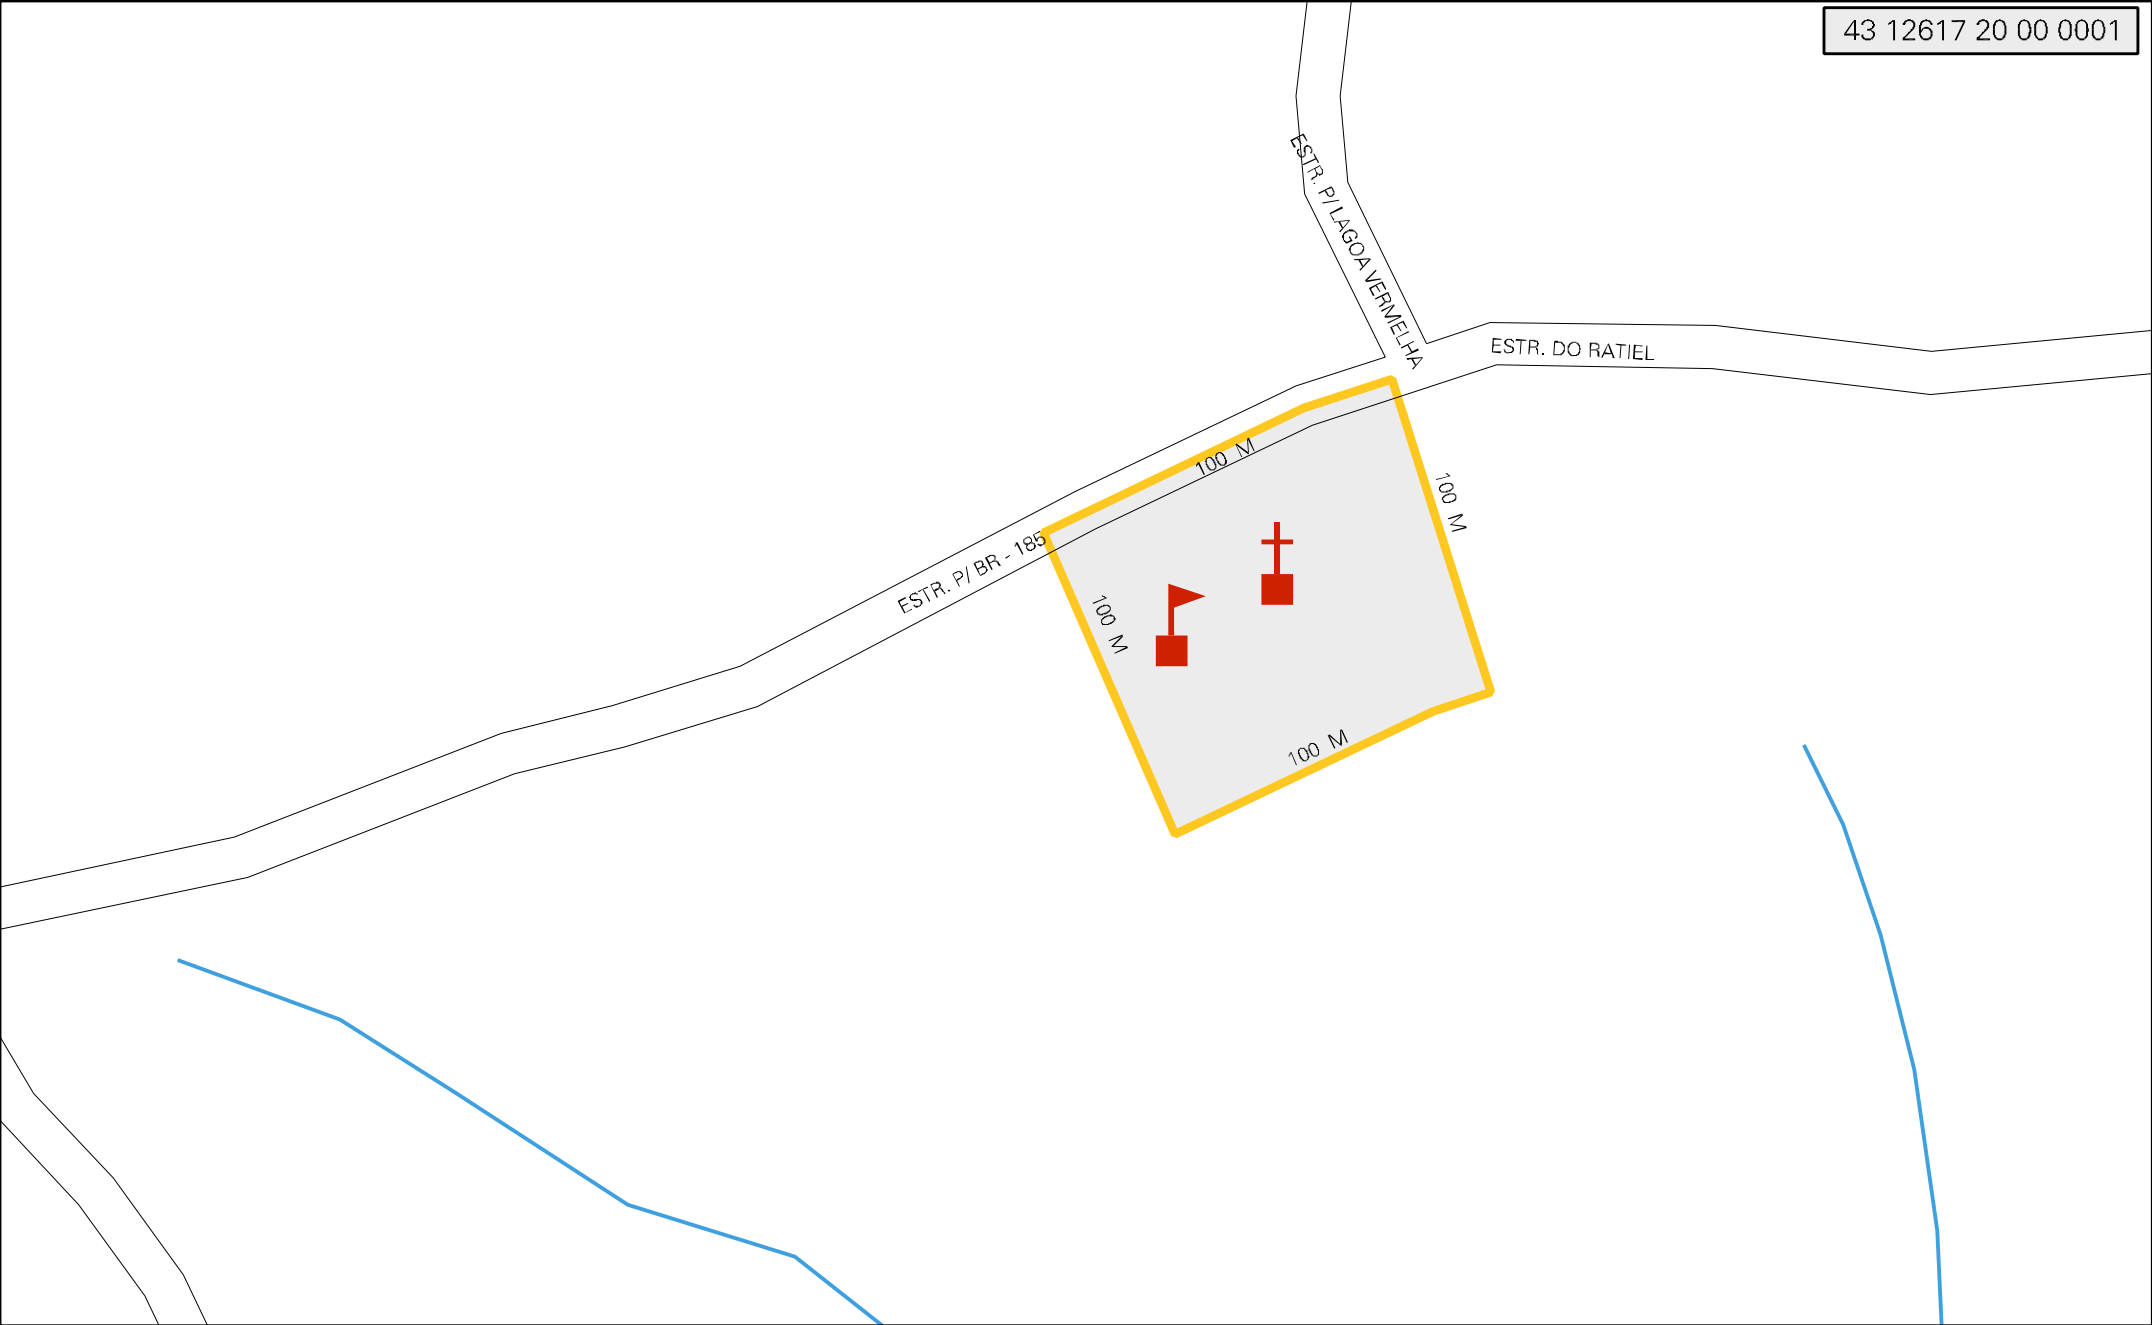 43 12617 20 00 0001
ESTR. P/ LAGOA VERMELHA
ESTR. DO RATIEL
100 M
100 M
ESTR. P/ BR - 185
100 M
100 M